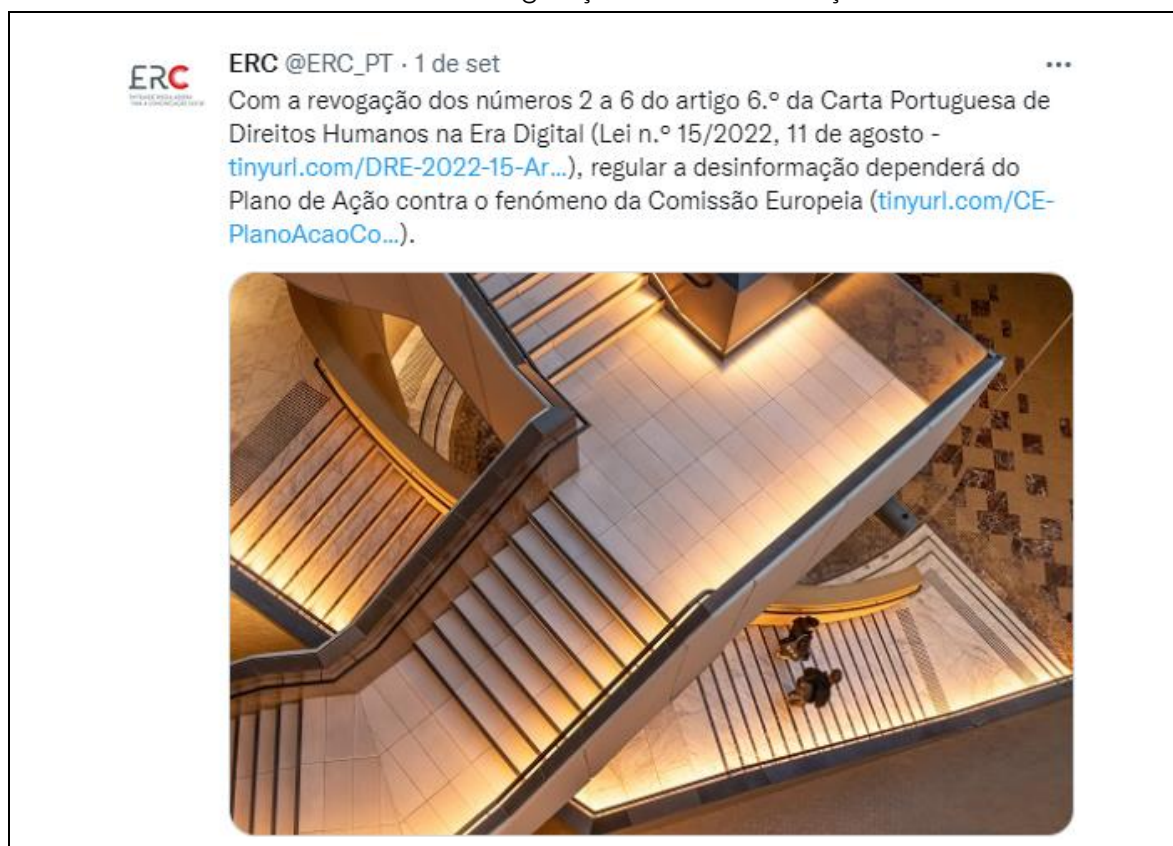 ERC @ERC_PT · 1 de set
ERC
Com a revogação dos números 2 a 6 do artigo 6.º da Carta Portuguesa de
Direitos Humanos na Era Digital (Lei n.º 15/2022, 11 de agosto -
tinyurl.com/DRE-2022-15-Ar...), regular a desinformação dependerá do
Plano de Ação contra o fenómeno da Comissão Europeia (tinyurl.com/CE-
PlanoAcaoCo...).